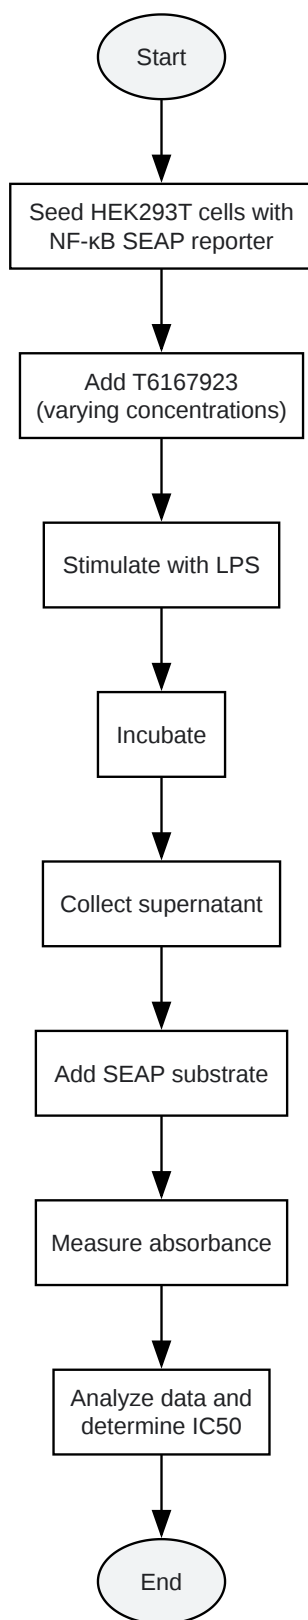 Start
Seed HEK293T cells with
NF-κB SEAP reporter
Add T6167923
(varying concentrations)
Stimulate with LPS
Incubate
Collect supernatant
Add SEAP substrate
Measure absorbance
Analyze data and
determine IC50
End